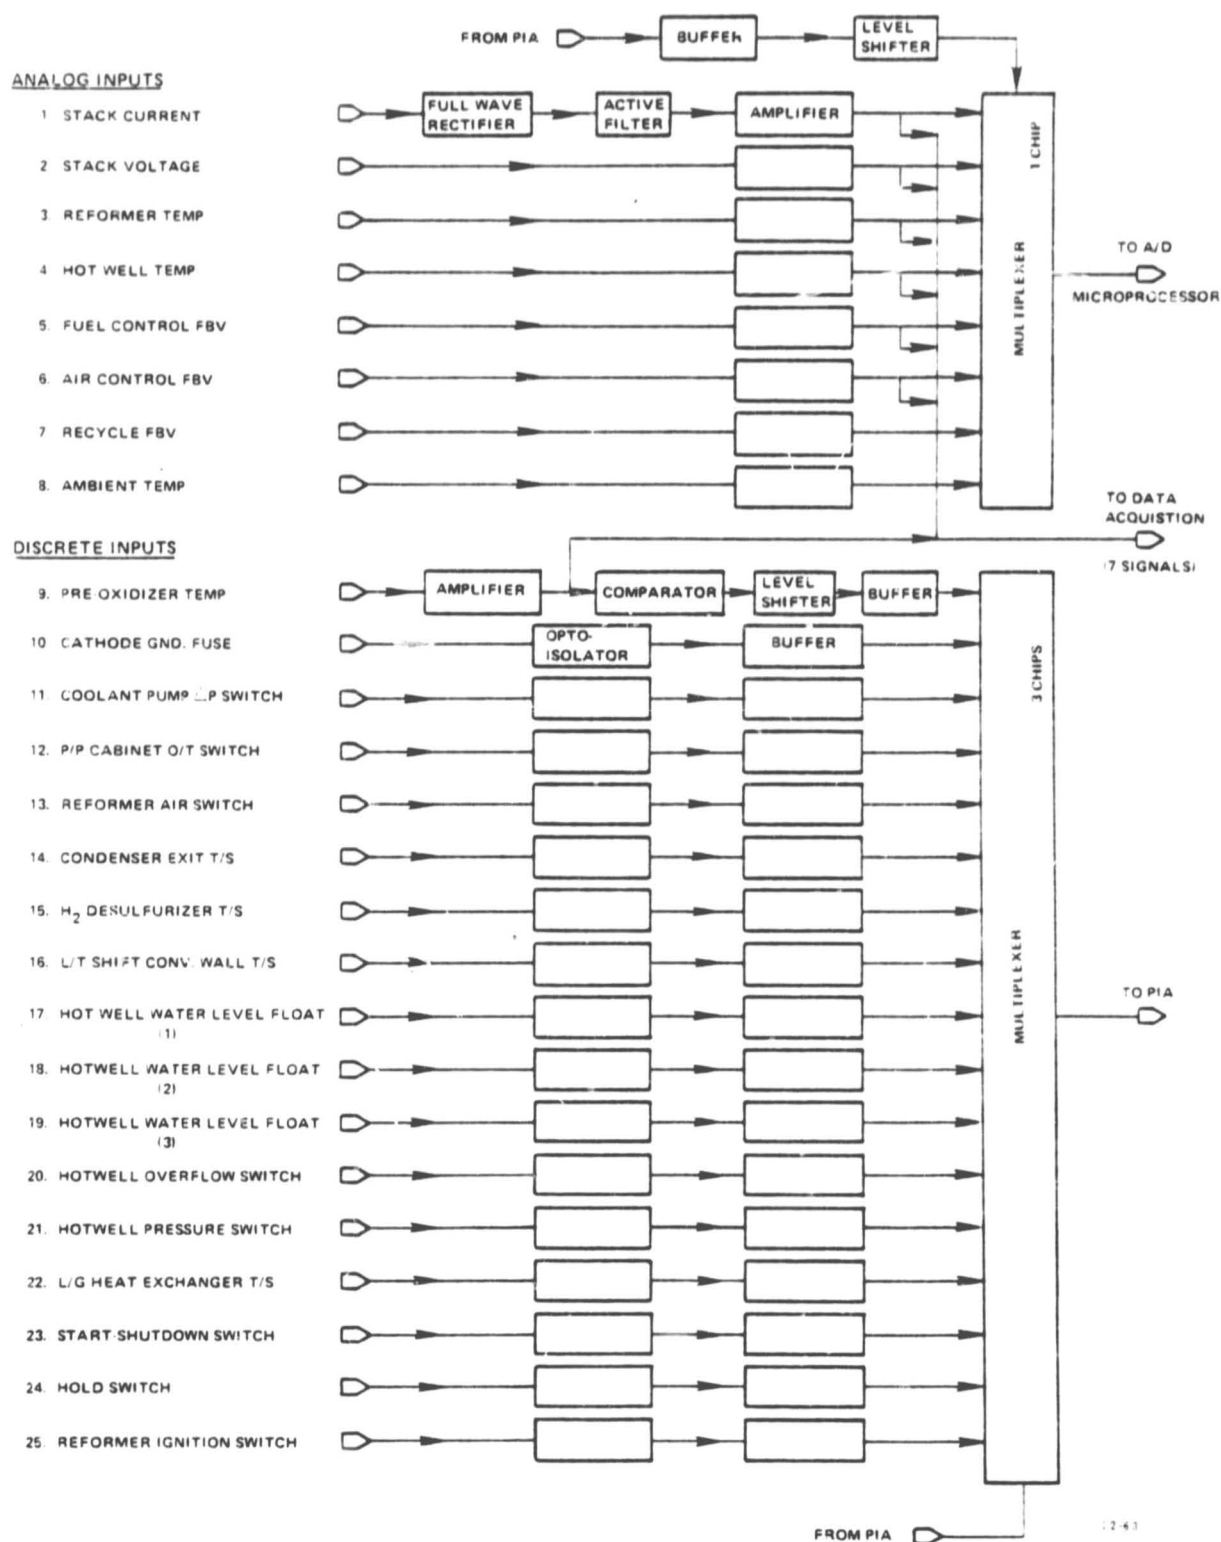 FROM PIA
BUFFER
LEVEL
SHIFTER
ANALOG INPUTS
1 STACK CURRENT
FULL WAVE
RECTIFIER
ACTIVE
FILTER
AMPLIFIER
1 CHIP
2 STACK VOLTAGE
3. REFORMER TEMP
4 HOT WELL TEMP
MULTIPLEXER
TO A/D
MICROPROCESSOR
5. FUEL CONTROL FBV
6. AIR CONTROL FBV
7 RECYCLE FBV
8. AMBIENT TEMP
TO DATA
ACQUISTION
(7 SIGNALS)
DISCRETE INPUTS
9. PRE-OXIDIZER TEMP
AMPLIFIER
COMPARATOR
LEVEL
SHIFTER
BUFFER
10 CATHODE GND. FUSE
OPTO-
ISOLATOR
BUFFER
3 CHIPS
11. COOLANT PUMP P SWITCH
12. P/P CABINET O/T SWITCH
13. REFORMER AIR SWITCH
14. CONDENSER EXIT T/S
15. H2 DESULFURIZER T/S
16. L/T SHIFT CONV. WALL T/S
MULTIPLEXER
TO PIA
17 HOT WELL WATER LEVEL FLOAT
(1)
18. HOTWELL WATER LEVEL FLOAT
(2)
19. HOTWELL WATER LEVEL FLOAT
(3)
20. HOTWELL OVERFLOW SWITCH
21. HOTWELL PRESSURE SWITCH
22. L/G HEAT EXCHANGER T/S
23. START-SHUTDOWN SWITCH
24. HOLD SWITCH
25. REFORMER IGNITION SWITCH
FROM PIA